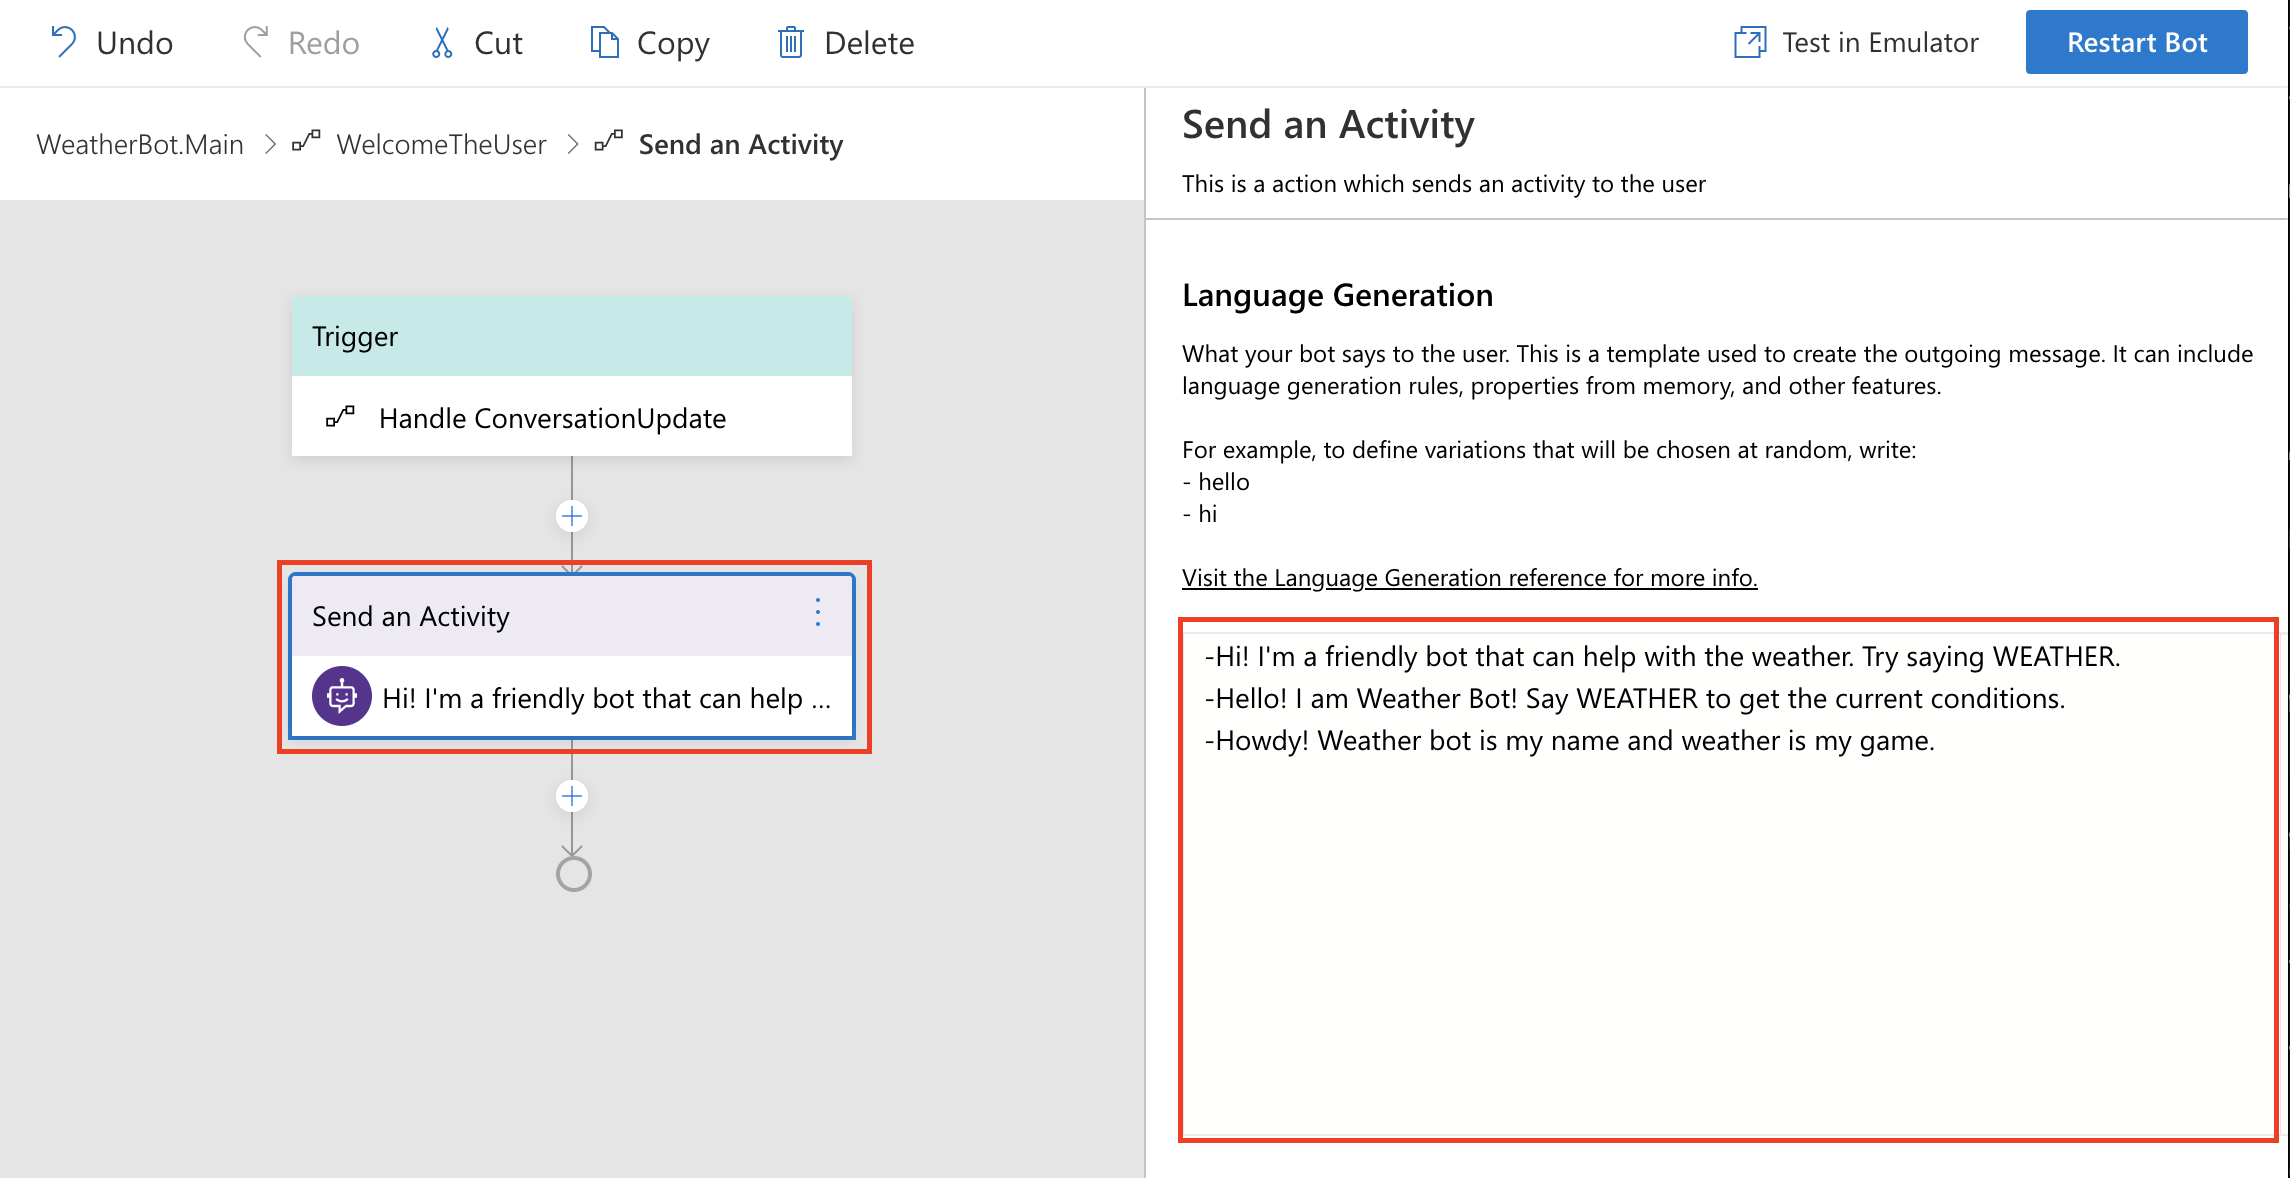 Undo Redo Cut Copy Delete Test in Emulator Restart Bot
WeatherBot.Main > WelcomeTheUser > Send an Activity
Trigger
Handle ConversationUpdate
Send an Activity
Hi! I'm a friendly bot that can help ...
Send an Activity
This is a action which sends an activity to the user
Language Generation
What your bot says to the user. This is a template used to create the outgoing message. It can include
language generation rules, properties from memory, and other features.
For example, to define variations that will be chosen at random, write:
- hello
- hi
Visit the Language Generation reference for more info.
-Hi! I'm a friendly bot that can help with the weather. Try saying WEATHER.
-Hello! I am Weather Bot! Say WEATHER to get the current conditions.
-Howdy! Weather bot is my name and weather is my game.